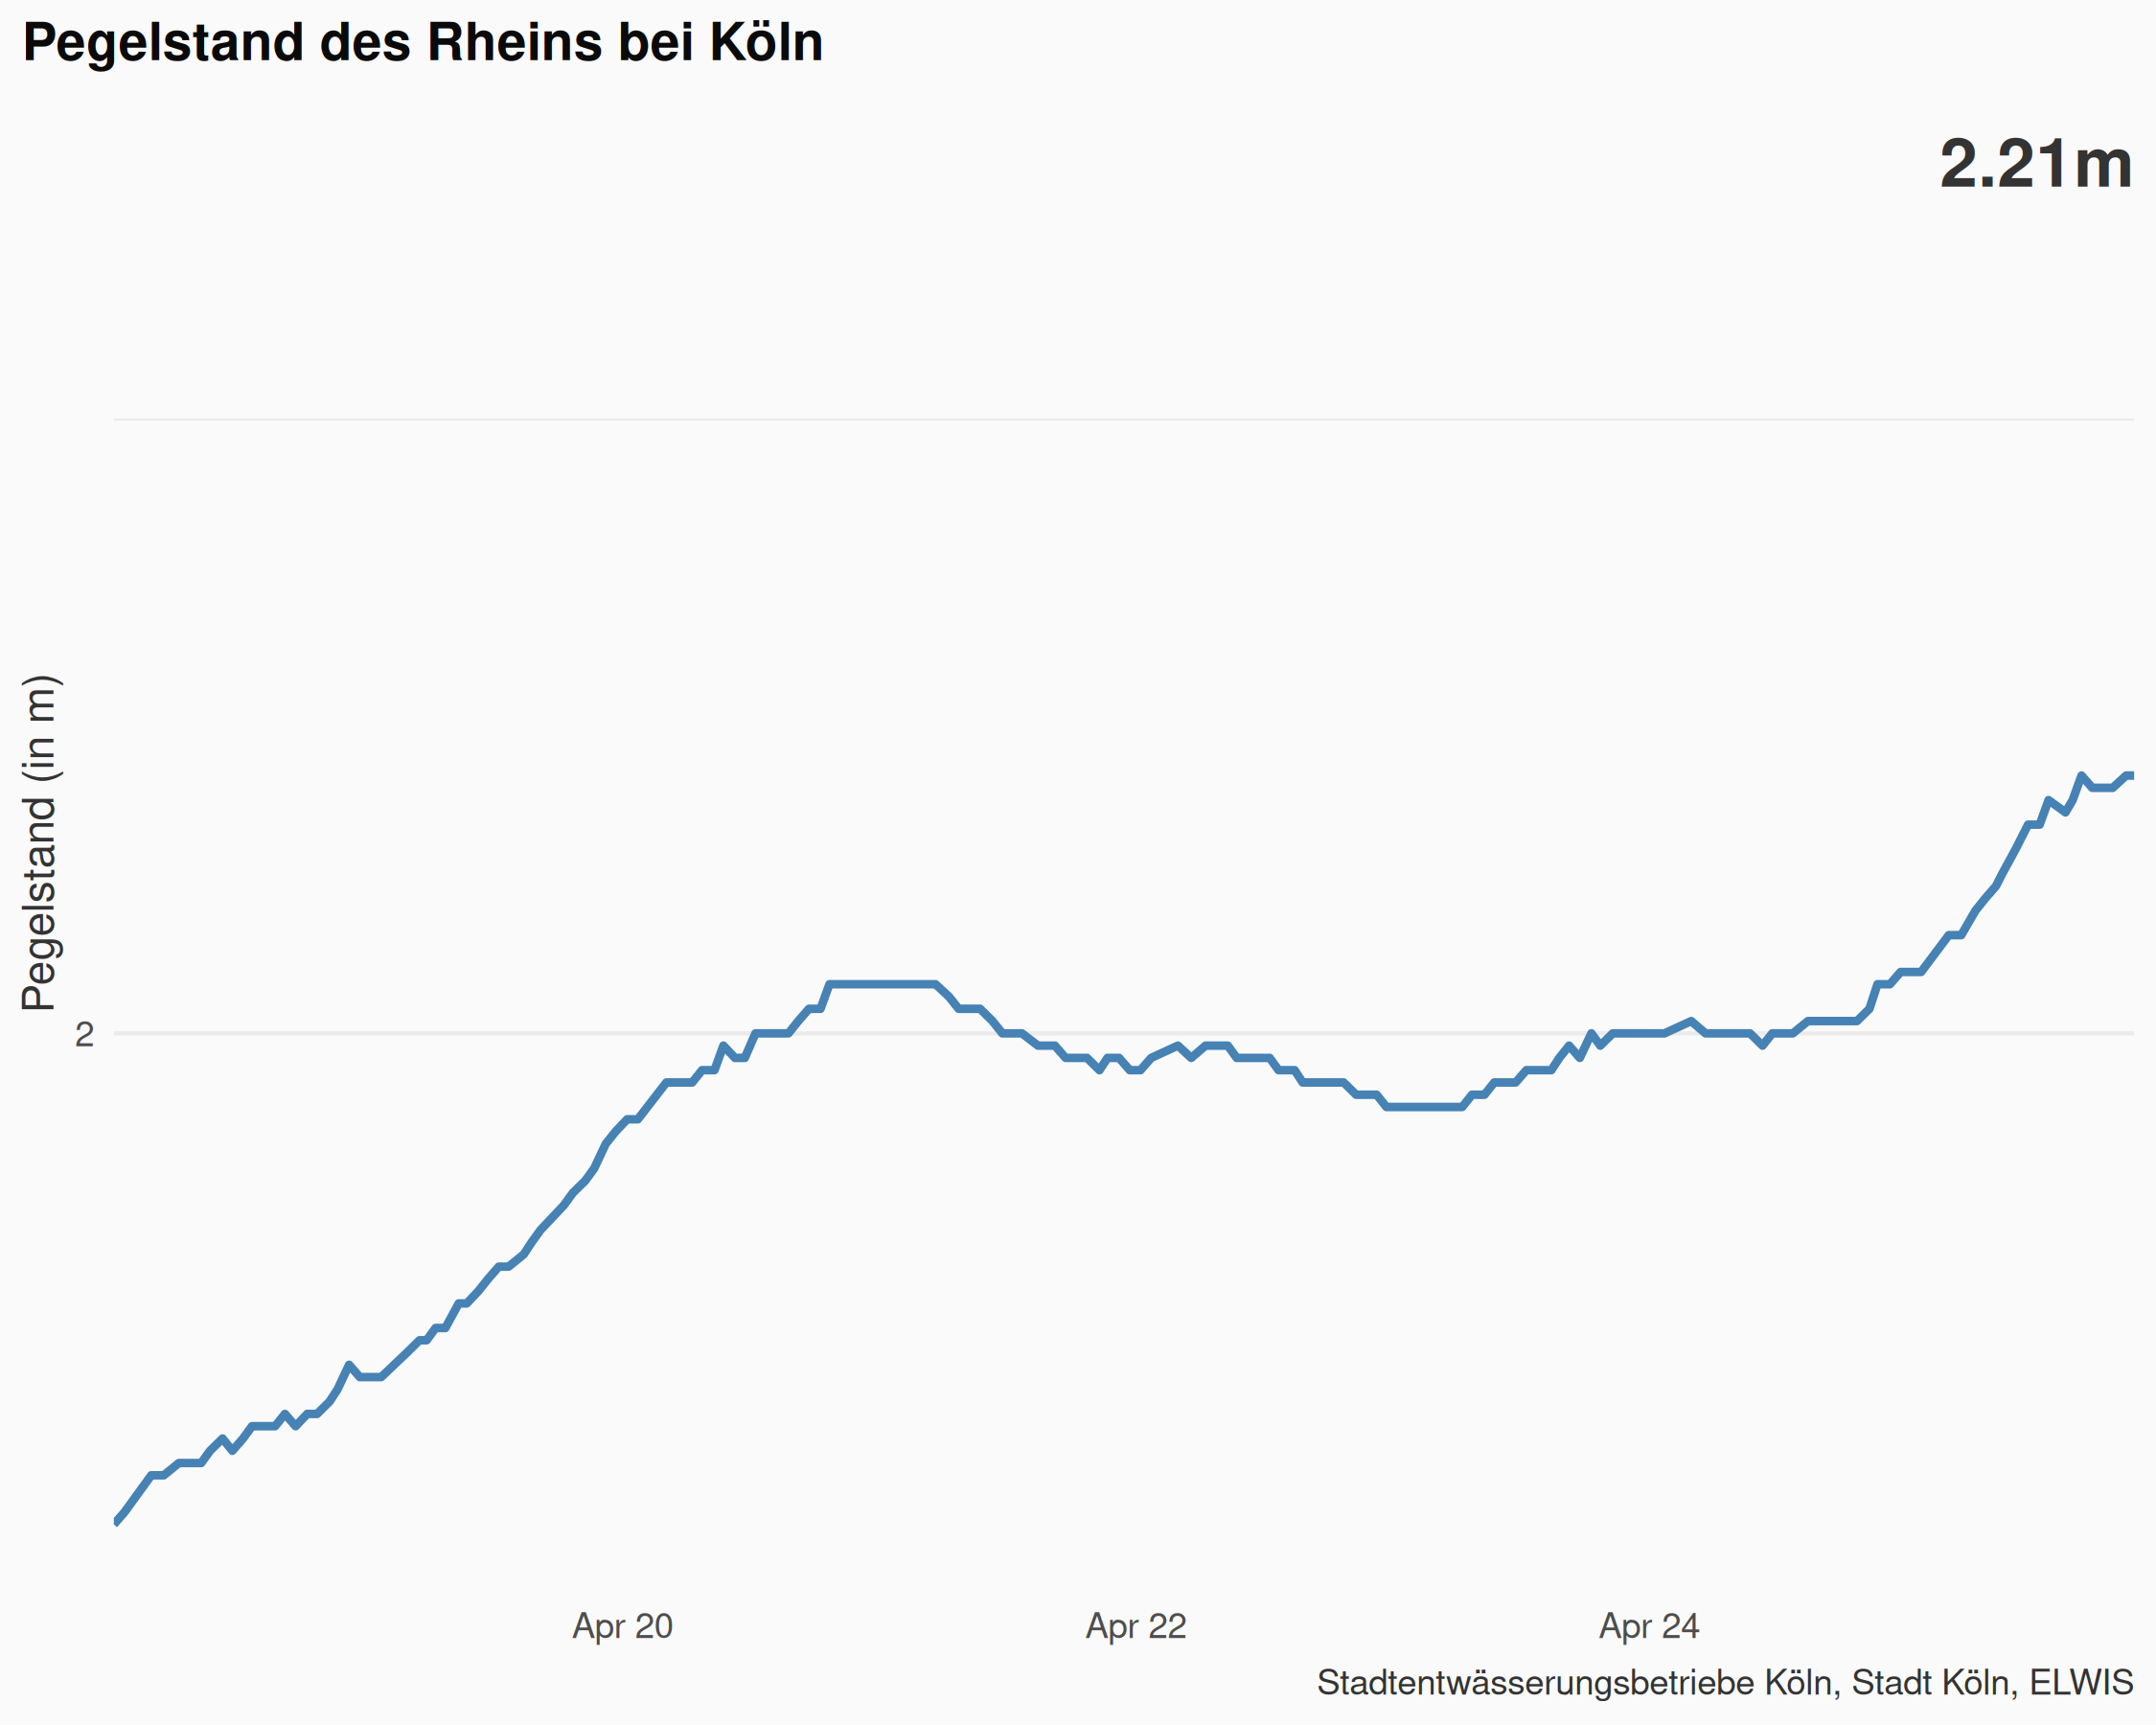 Pegelstand des Rheins bei Köln
2.21m
Pegelstand (in m)
2
Apr 20
Apr 22
Apr 24
Stadtentwässerungsbetriebe Köln, Stadt Köln, ELWIS